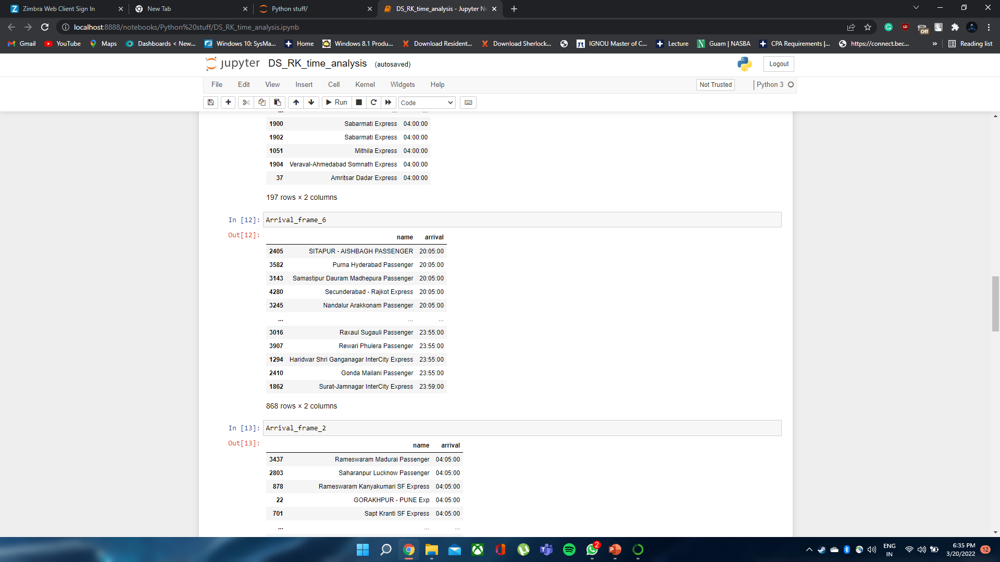 Zimbra Web Client Sign In
New Tab
Python stuff/
DS_RK_time_analysis - Jupyter No
localhost:8888/notebooks/Python%20stuff/DS_RK_time_analysis.ipynb
Off
Gmail
YouTube
Maps
Dashboards < New...
Windows 10: SysMa...
Home
Windows 8.1 Produ...
Download Resident...
Download Sherlock...
IGNOU Master of C...
Lecture
Guam | NASBA
CPA Requirements |...
https://connect.bec...
»
Reading list
jupyter DS_RK_time_analysis (autosaved)
Logout
File Edit View Insert Cell Kernel Widgets Help
Not Trusted
Python 3
Run
Code
... ... ...
1900 Sabarmati Express 04:00:00
1902 Sabarmati Express 04:00:00
1051 Mithila Express 04:00:00
1904 Veraval-Ahmedabad Somnath Express 04:00:00
37 Amritsar Dadar Express 04:00:00
197 rows × 2 columns
In [12]: Arrival_frame_6
Out[12]:
name arrival
2405 SITAPUR - AISHBAGH PASSENGER 20:05:00
3582 Purna Hyderabad Passenger 20:05:00
3143 Samastipur Dauram Madhepura Passenger 20:05:00
4280 Secunderabad - Rajkot Express 20:05:00
3245 Nandalur Arakkonam Passenger 20:05:00
... ... ...
3016 Raxaul Sugauli Passenger 23:55:00
3907 Rewari Phulera Passenger 23:55:00
1294 Haridwar Shri Ganganagar InterCity Express 23:55:00
2410 Gonda Mailani Passenger 23:55:00
1862 Surat-Jamnagar InterCity Express 23:59:00
868 rows × 2 columns
In [13]: Arrival_frame_2
Out[13]:
name arrival
3437 Rameswaram Madurai Passenger 04:05:00
2803 Saharanpur Lucknow Passenger 04:05:00
878 Rameswaram Kanyakumari SF Express 04:05:00
22 GORAKHPUR - PUNE Exp 04:05:00
701 Sapt Kranti SF Express 04:05:00
... ... ...
2
ENG
IN
6:35 PM
3/20/2022
12